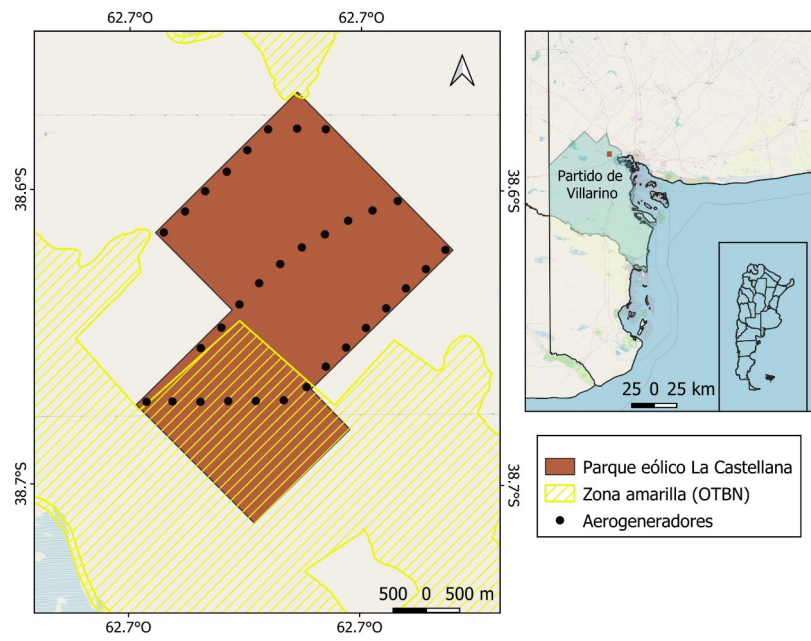 62.7°O
62.7°O
38.6°S
38.6°S
38.7°S
38.7°S
500 0 500 m
62.7°O
62.7°O
Partido de
Villarino
25 0 25 km
Parque eólico La Castellana
Zona amarilla (OTBN)
Aerogeneradores